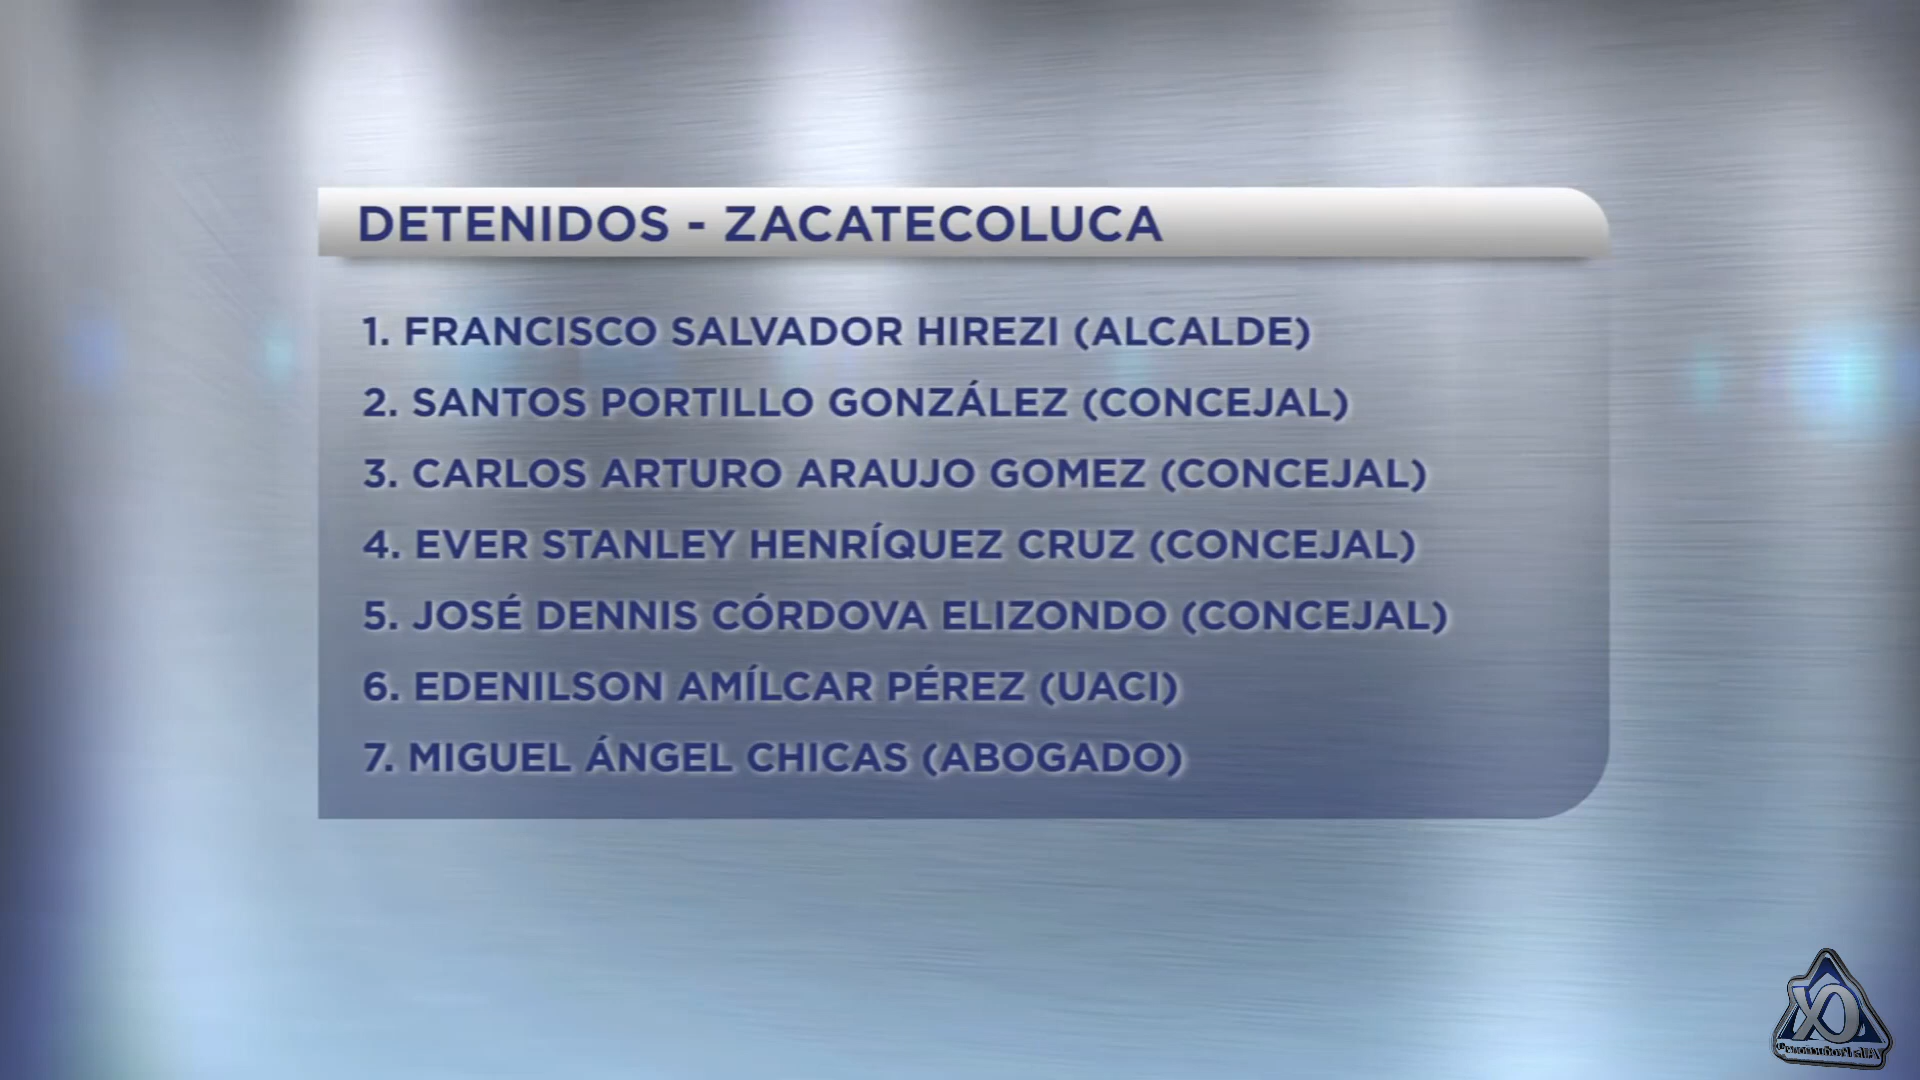 DETENIDOS - ZACATECOLUCA
1. FRANCISCO SALVADOR HIREZI (ALCALDE)
2. SANTOS PORTILLO GONZÁLEZ (CONCEJAL)
3. CARLOS ARTURO ARAUJO GOMEZ (CONCEJAL)
4. EVER STANLEY HENRÍQUEZ CRUZ (CONCEJAL)
5. JOSÉ DENNIS CÓRDOVA ELIZONDO (CONCEJAL)
6. EDENILSON AMÍLCAR PÉREZ (UACI)
7. MIGUEL ÁNGEL CHICAS (ABOGADO)